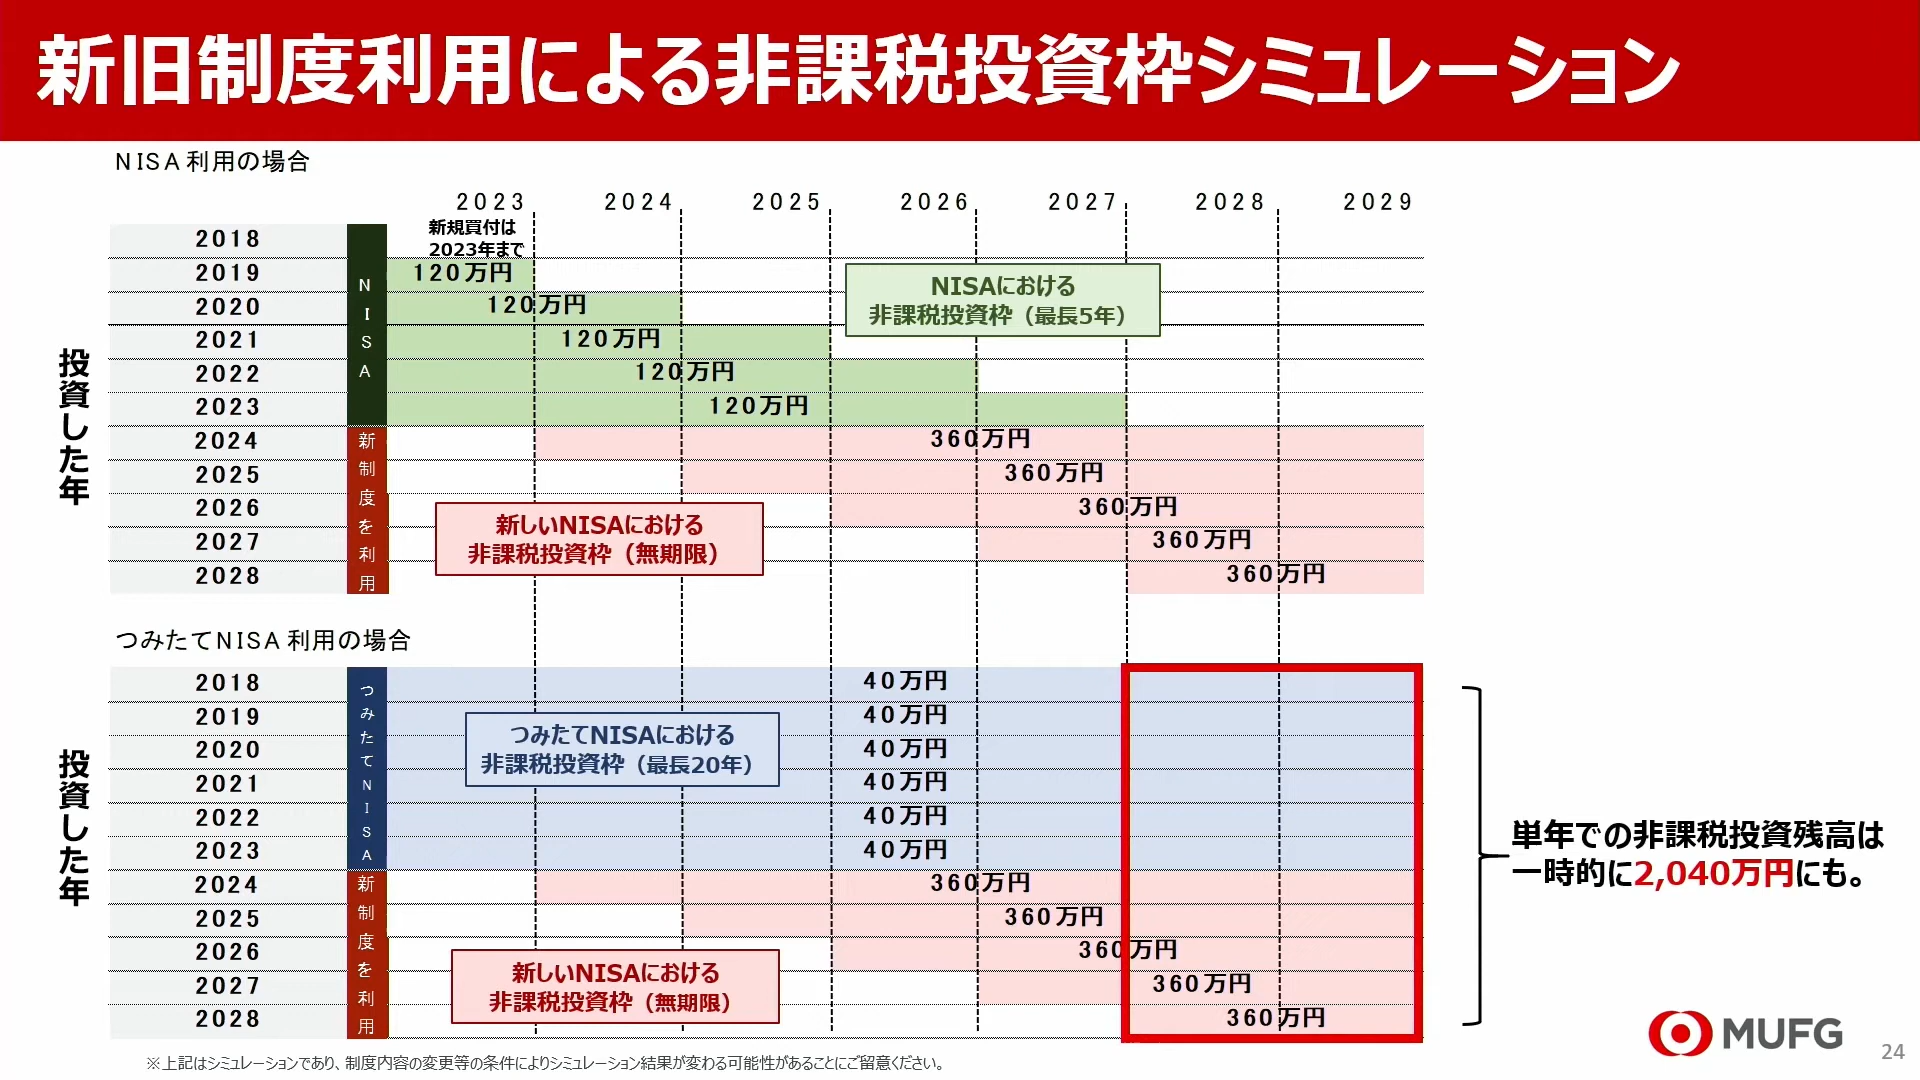 新旧制度利用による非課税投資枠シミュレーション
NISA利用の場合
2023 2024 2025 2026 2027 2028 2029
新規買付は
2023年まで
投資した年
NISA
新制度を利用
2018
2019 120万円
2020 120万円
2021 120万円
2022 120万円
2023 120万円
2024 360万円
2025 360万円
2026 360万円
2027 360万円
2028 360万円
NISAにおける
非課税投資枠（最長5年）
新しいNISAにおける
非課税投資枠（無期限）
つみたてNISA利用の場合
投資した年
つみたてNISA
新制度を利用
2018 40万円
2019 40万円
2020 40万円
2021 40万円
2022 40万円
2023 40万円
2024 360万円
2025 360万円
2026 360万円
2027 360万円
2028 360万円
つみたてNISAにおける
非課税投資枠（最長20年）
新しいNISAにおける
非課税投資枠（無期限）
単年での非課税投資残高は
一時的に2,040万円にも。
※上記はシミュレーションであり、制度内容の変更等の条件によりシミュレーション結果が変わる可能性があることにご留意ください。
MUFG
24